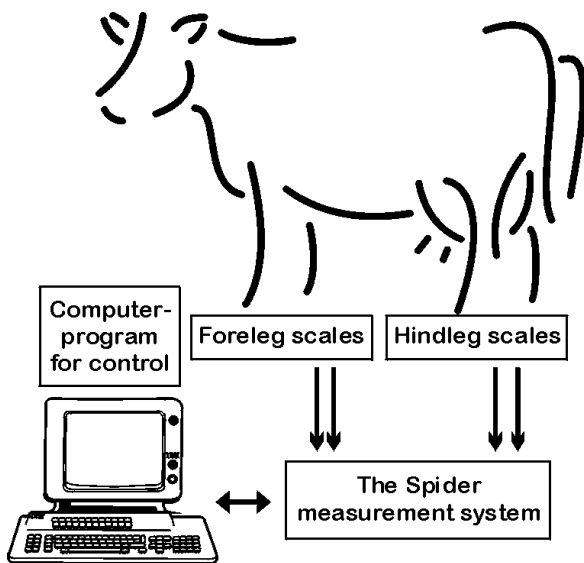 Computer-
program
for control
Foreleg scales
Hindleg scales
The Spider
measurement system